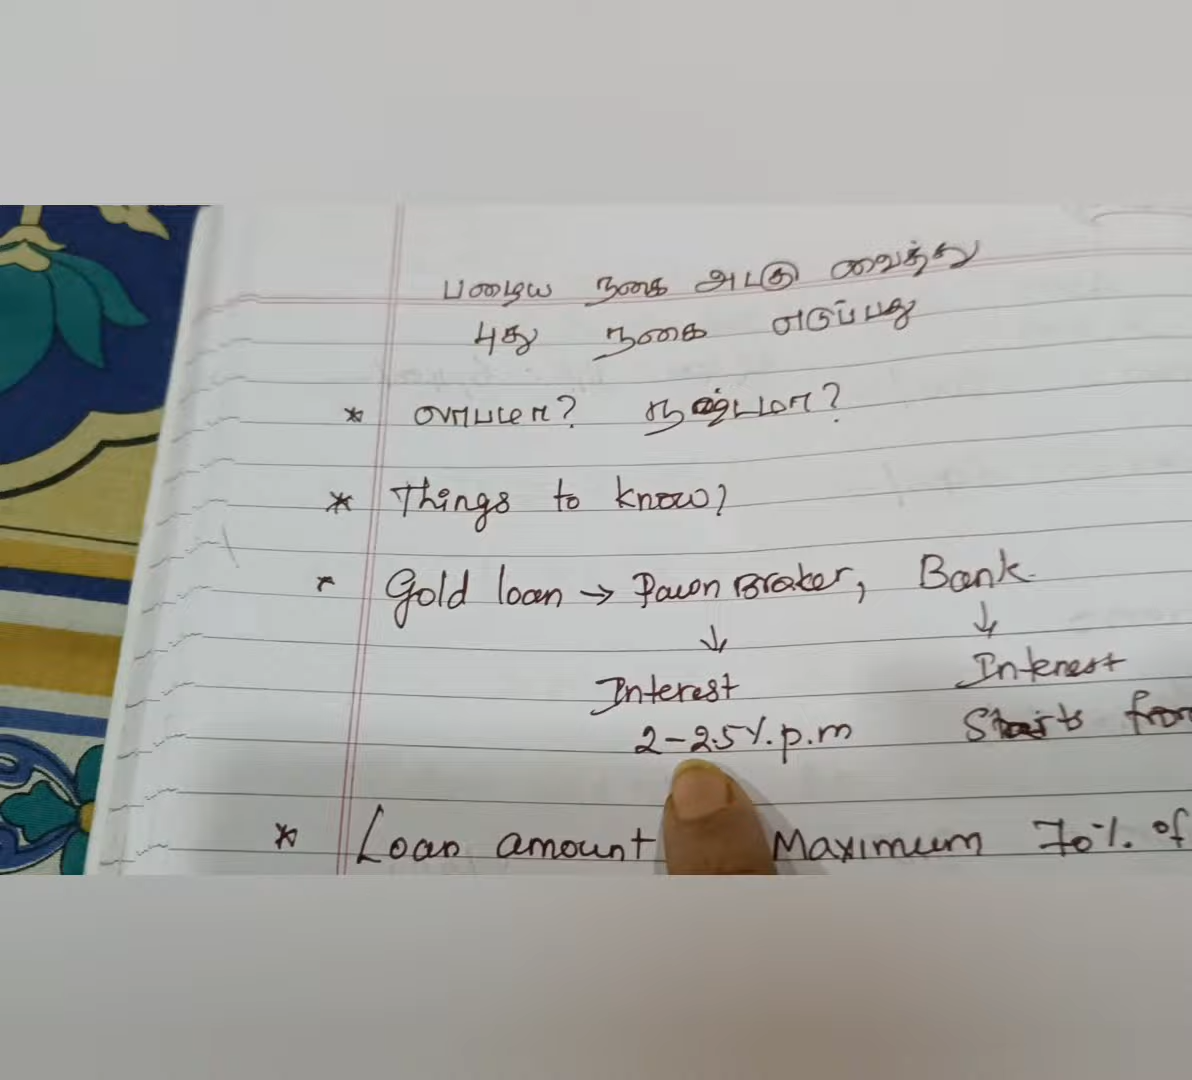 பழைய நகை அடகு வைத்து
புது நகை எடுப்பது
* லாபமா? நஷ்டமா?
* Things to know?
* Gold loan → Pawn Broker, Bank
↓ ↓
Interest Interest
2-2.5%.p.m Starts from
* Loan amount Maximum 70%. of